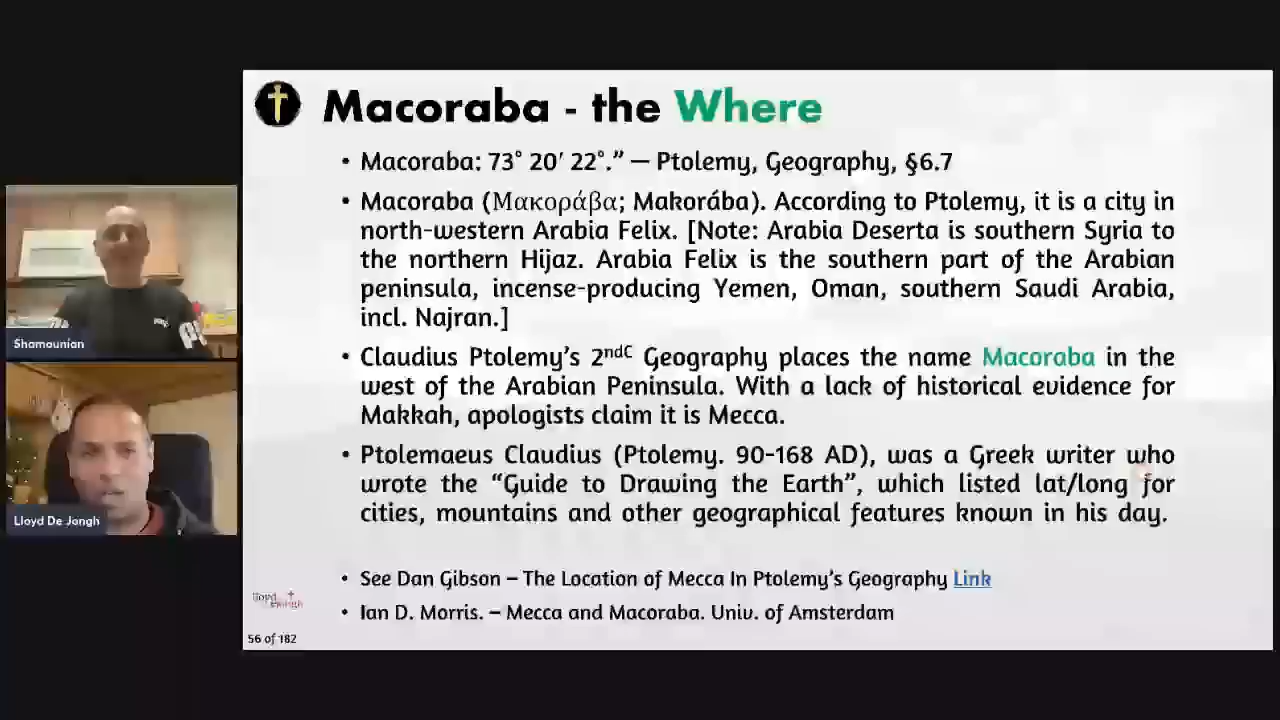 Macoraba - the Where
• Macoraba: 73° 20′ 22°.” — Ptolemy, Geography, §6.7
• Macoraba (Μακοράβα; Makorába). According to Ptolemy, it is a city in
north-western Arabia Felix. [Note: Arabia Deserta is southern Syria to
the northern Hijaz. Arabia Felix is the southern part of the Arabian
peninsula, incense-producing Yemen, Oman, southern Saudi Arabia,
incl. Najran.]
• Claudius Ptolemy’s 2ndC Geography places the name Macoraba in the
west of the Arabian Peninsula. With a lack of historical evidence for
Makkah, apologists claim it is Mecca.
• Ptolemaeus Claudius (Ptolemy. 90-168 AD), was a Greek writer who
wrote the “Guide to Drawing the Earth”, which listed lat/long for
cities, mountains and other geographical features known in his day.
• See Dan Gibson – The Location of Mecca In Ptolemy’s Geography Link
• Ian D. Morris. – Mecca and Macoraba. Univ. of Amsterdam
56 of 182
Shamounian
Lloyd De Jongh